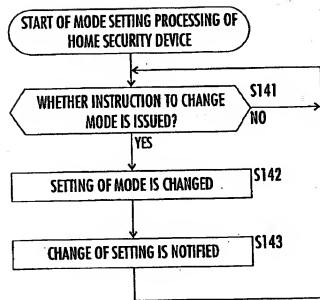 START OF MODE SETTING PROCESSING OF
HOME SECURITY DEVICE
S141
WHETHER INSTRUCTION TO CHANGE
MODE IS ISSUED?
NO
YES
S142
SETTING OF MODE IS CHANGED
S143
CHANGE OF SETTING IS NOTIFIED